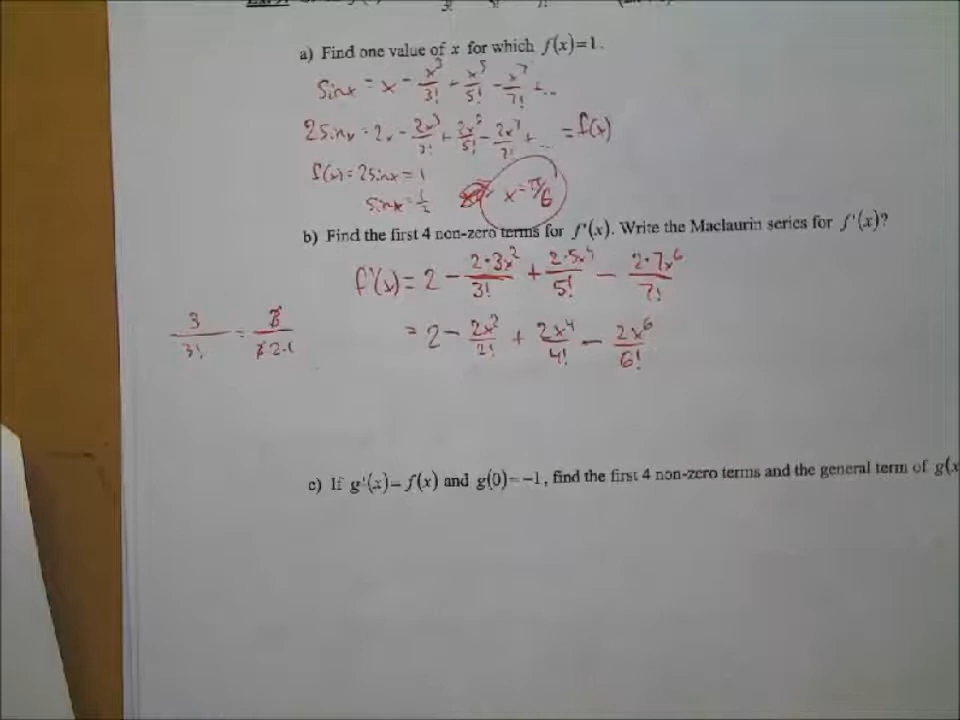 a) Find one value of x for which f(x)=1.
Sinx = x - x³/3! + x⁵/5! - x⁷/7! + ...
2sinx = 2x - 2x³/3! + 2x⁵/5! - 2x⁷/7! + ... = f(x)
f(x) = 2sinx = 1
sinx = 1/2 x = π/6
b) Find the first 4 non-zero terms for f'(x). Write the Maclaurin series for f'(x)?
f'(x) = 2 - 2·3x²/3! + 2·5x⁴/5! - 2·7x⁶/7!
3/3! = 3/3·2·1 = 2 - 2x²/2! + 2x⁴/4! - 2x⁶/6!
c) If g'(x)=f(x) and g(0)=-1, find the first 4 non-zero terms and the general term of g(x